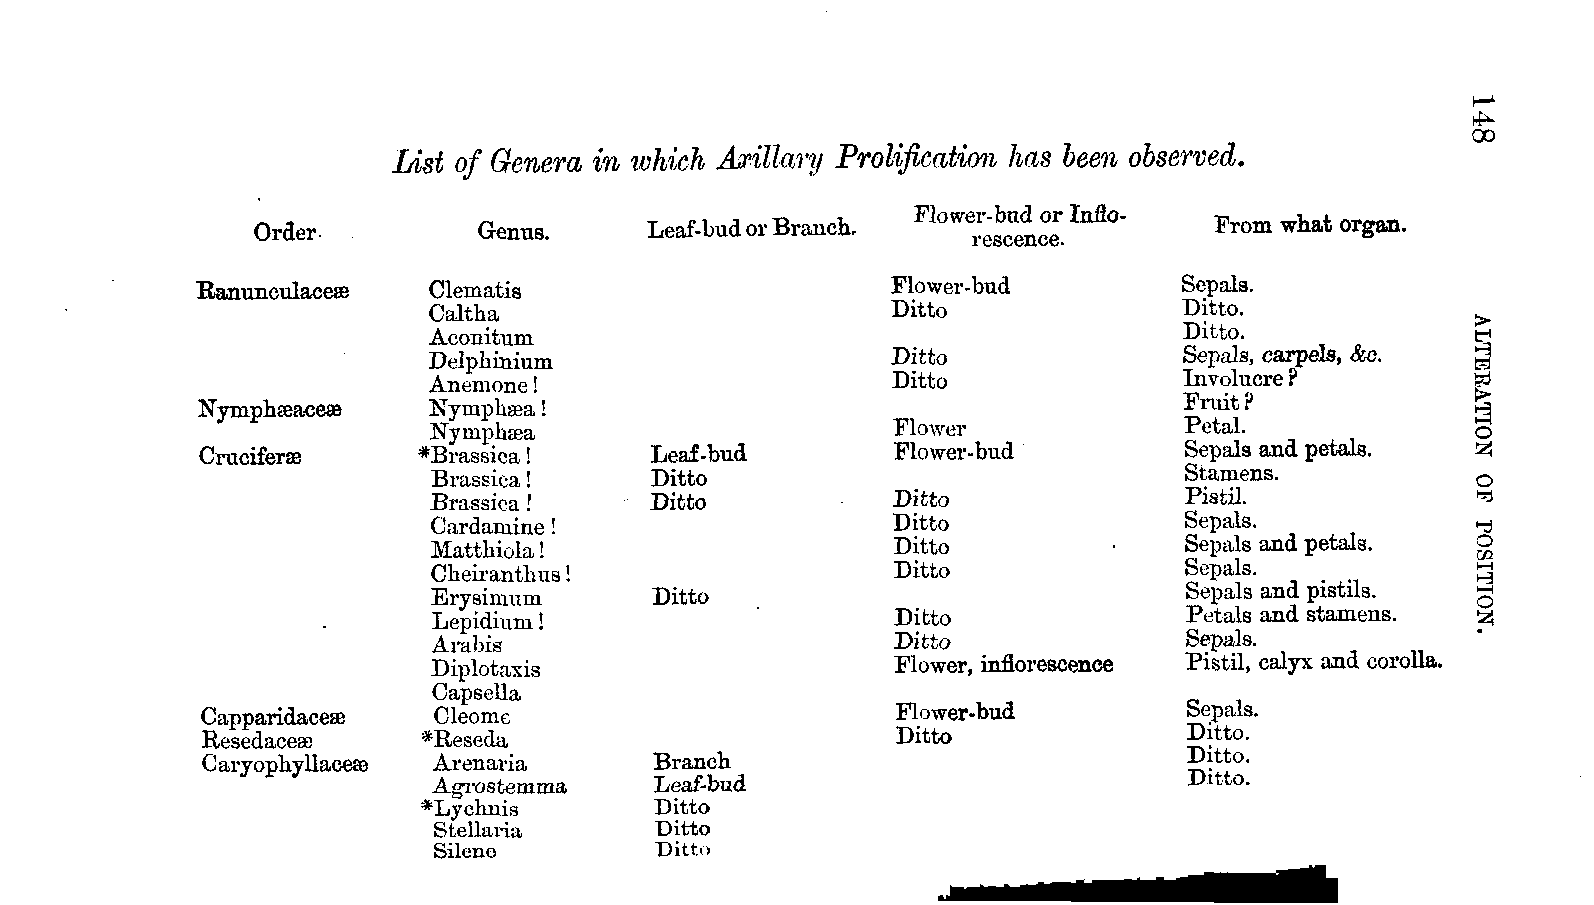 148
ALTERATION OF POSITION.
List of Genera in which Axillary Prolification has been observed.
Order. Genus. Leaf-bud or Branch. Flower-bud or Inflo-
rescence. From what organ.
Ranunculaceæ Clematis Flower-bud Sepals.
Caltha Ditto Ditto.
Aconitum Ditto.
Delphinium Ditto Sepals, carpels, &c.
Anemone! Ditto Involucre?
Nymphæaceæ Nymphæa! Fruit?
Nymphæa Flower Petal.
Cruciferæ *Brassica! Leaf-bud Flower-bud Sepals and petals.
Brassica! Ditto Stamens.
Brassica! Ditto Ditto Pistil.
Cardamine! Ditto Sepals.
Matthiola! Ditto Sepals and petals.
Cheiranthus! Ditto Sepals.
Erysimum Ditto Sepals and pistils.
Lepidium! Ditto Petals and stamens.
Arabis Ditto Sepals.
Diplotaxis Flower, inflorescence Pistil, calyx and corolla.
Capsella
Capparidaceæ Cleome Flower-bud Sepals.
Resedaceæ *Reseda Ditto Ditto.
Caryophyllaceæ Arenaria Branch Ditto.
Agrostemma Leaf-bud Ditto.
*Lychnis Ditto
Stellaria Ditto
Silene Ditto